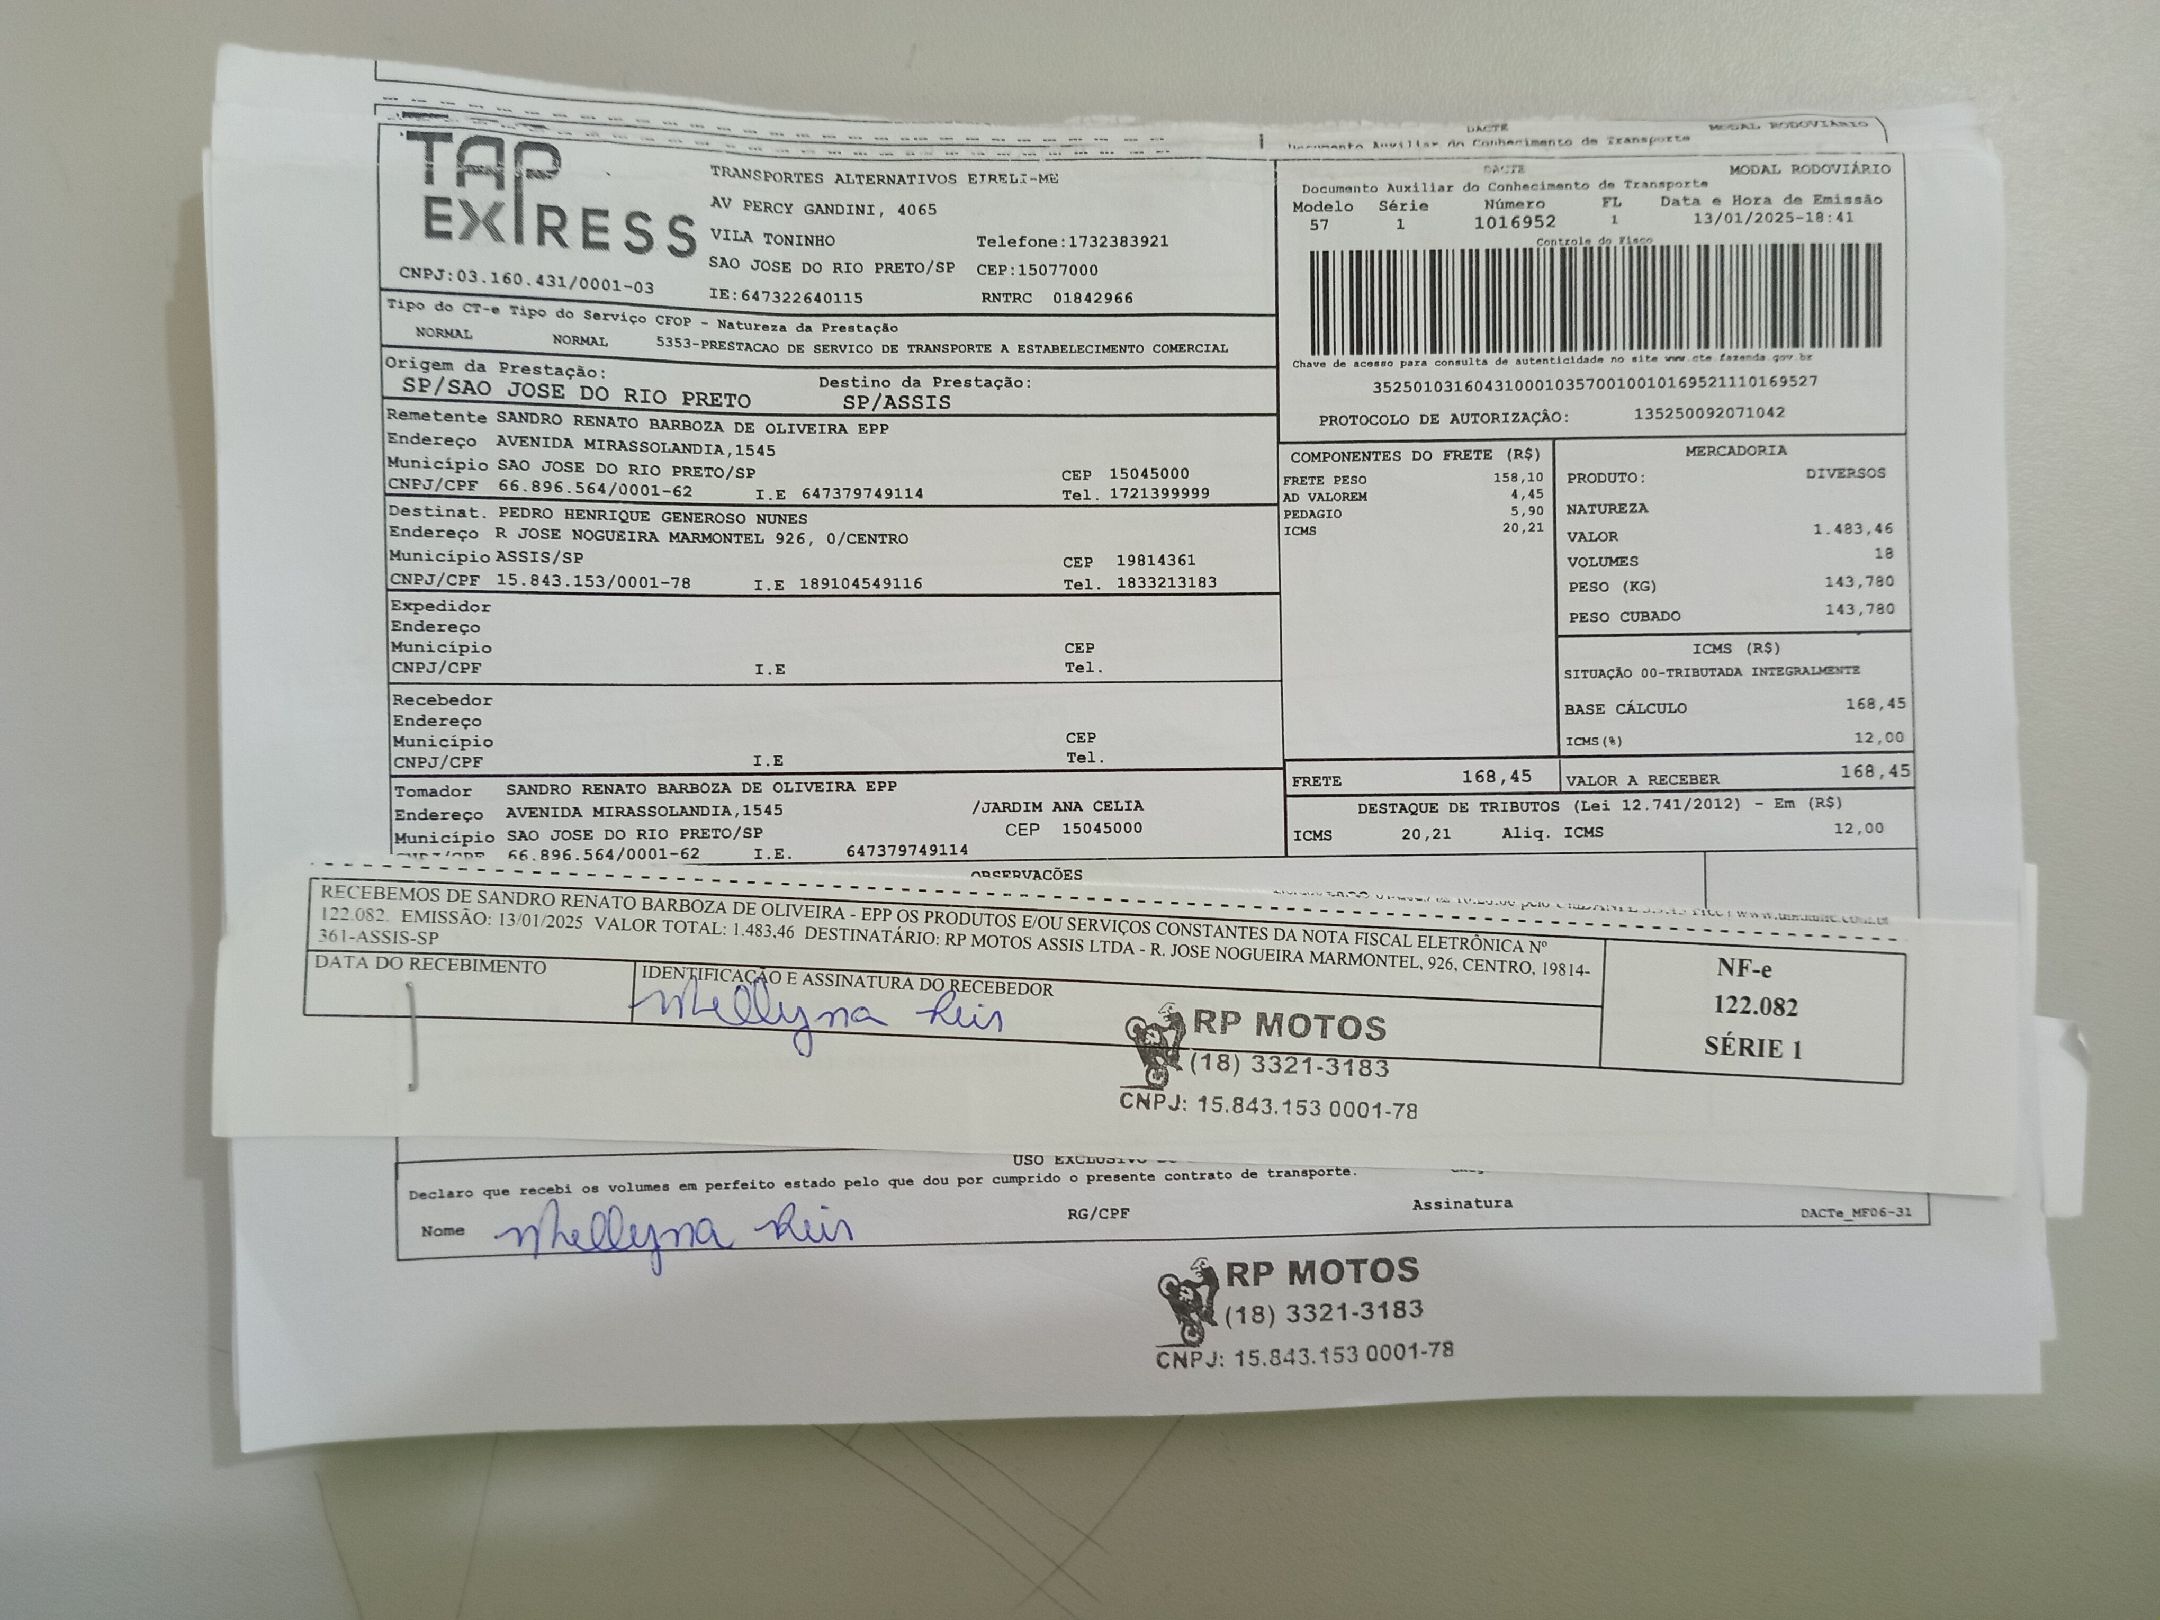 DACTE
MODAL RODOVIÁRIO
Documento Auxiliar do Conhecimento de Transporte
TAP EXPRESS
CNPJ:03.160.431/0001-03
TRANSPORTES ALTERNATIVOS EIRELI-ME
AV PERCY GANDINI, 4065
VILA TONINHO Telefone:1732383921
SAO JOSE DO RIO PRETO/SP CEP:15077000
IE:647322640115 RNTRC 01842966
DACTE MODAL RODOVIÁRIO
Documento Auxiliar do Conhecimento de Transporte
Modelo Série Número FL Data e Hora de Emissão
57 1 1016952 1 13/01/2025-18:41
Controle do Fisco
Chave de acesso para consulta de autenticidade no site www.cte.fazenda.gov.br
35250103160431000103570010010169521110169527
PROTOCOLO DE AUTORIZAÇÃO: 135250092071042
Tipo do CT-e Tipo do Serviço CFOP - Natureza da Prestação
NORMAL NORMAL 5353-PRESTACAO DE SERVICO DE TRANSPORTE A ESTABELECIMENTO COMERCIAL
Origem da Prestação: Destino da Prestação:
SP/SAO JOSE DO RIO PRETO SP/ASSIS
Remetente SANDRO RENATO BARBOZA DE OLIVEIRA EPP
Endereço AVENIDA MIRASSOLANDIA,1545
Município SAO JOSE DO RIO PRETO/SP CEP 15045000
CNPJ/CPF 66.896.564/0001-62 I.E 647379749114 Tel. 1721399999
Destinat. PEDRO HENRIQUE GENEROSO NUNES
Endereço R JOSE NOGUEIRA MARMONTEL 926, 0/CENTRO
Município ASSIS/SP CEP 19814361
CNPJ/CPF 15.843.153/0001-78 I.E 189104549116 Tel. 1833213183
Expedidor
Endereço
Município CEP
CNPJ/CPF I.E Tel.
Recebedor
Endereço
Município CEP
CNPJ/CPF I.E Tel.
Tomador SANDRO RENATO BARBOZA DE OLIVEIRA EPP
Endereço AVENIDA MIRASSOLANDIA,1545 /JARDIM ANA CELIA
Município SAO JOSE DO RIO PRETO/SP CEP 15045000
CNPJ/CPF 66.896.564/0001-62 I.E. 647379749114
COMPONENTES DO FRETE (R$)
FRETE PESO 158,10
AD VALOREM 4,45
PEDAGIO 5,90
ICMS 20,21
MERCADORIA
PRODUTO: DIVERSOS
NATUREZA
VALOR 1.483,46
VOLUMES 18
PESO (KG) 143,780
PESO CUBADO 143,780
ICMS (R$)
SITUAÇÃO 00-TRIBUTADA INTEGRALMENTE
BASE CÁLCULO 168,45
ICMS(%) 12,00
FRETE 168,45 VALOR A RECEBER 168,45
DESTAQUE DE TRIBUTOS (Lei 12.741/2012) - Em (R$)
ICMS 20,21 Aliq. ICMS 12,00
OBSERVAÇÕES
RECEBEMOS DE SANDRO RENATO BARBOZA DE OLIVEIRA - EPP OS PRODUTOS E/OU SERVIÇOS CONSTANTES DA NOTA FISCAL ELETRÔNICA Nº
122.082. EMISSÃO: 13/01/2025 VALOR TOTAL: 1.483,46 DESTINATÁRIO: RP MOTOS ASSIS LTDA - R. JOSE NOGUEIRA MARMONTEL, 926, CENTRO, 19814-
361-ASSIS-SP
DATA DO RECEBIMENTO IDENTIFICAÇÃO E ASSINATURA DO RECEBEDOR
Mellyna Reis
NF-e
122.082
SÉRIE 1
RP MOTOS
(18) 3321-3183
CNPJ: 15.843.153 0001-78
USO EXCLUSIVO
Declaro que recebi os volumes em perfeito estado pelo que dou por cumprido o presente contrato de transporte.
Nome Mellyna Reis RG/CPF Assinatura
DACTe_MF06-31
RP MOTOS
(18) 3321-3183
CNPJ: 15.843.153 0001-78